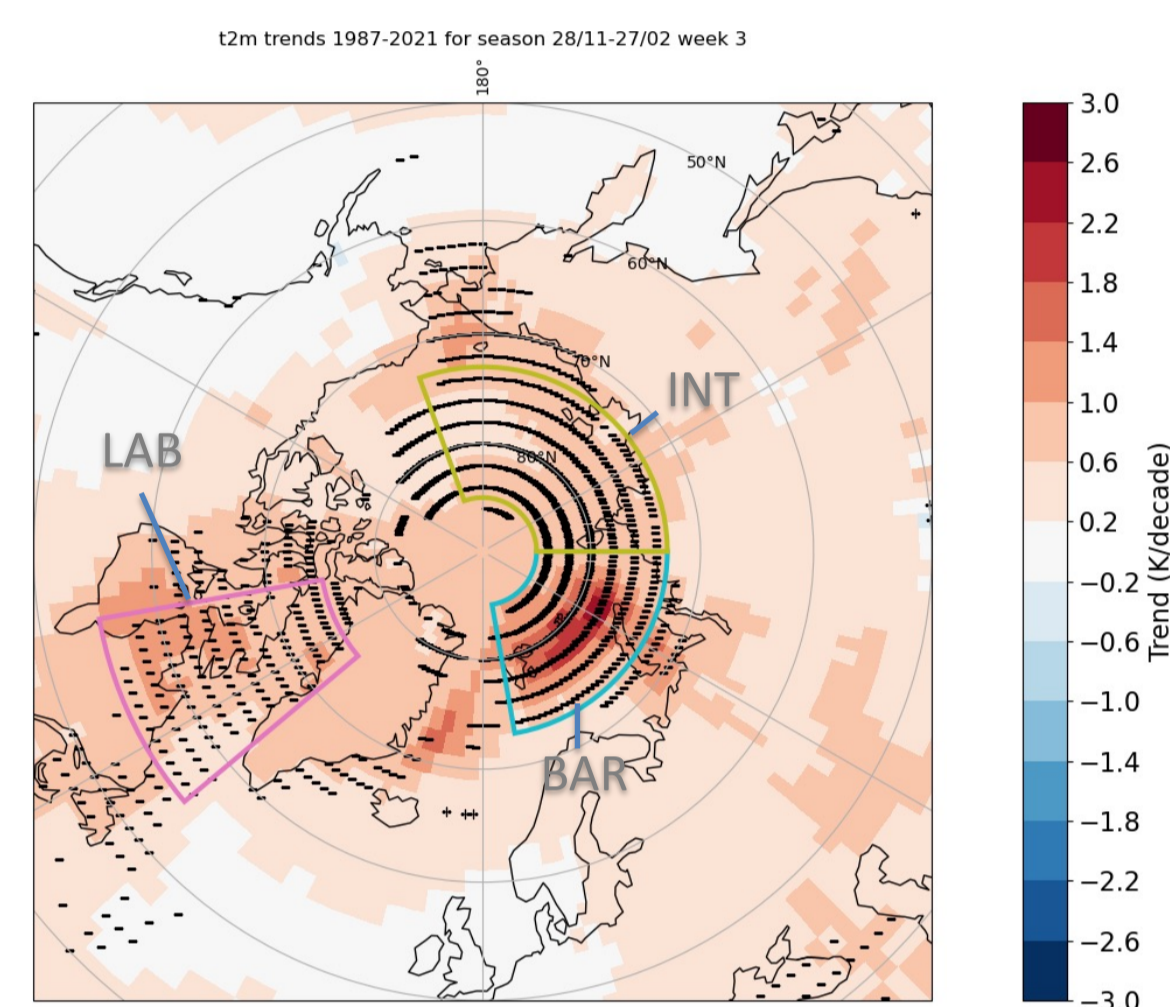 t2m trends 1987-2021 for season 28/11-27/02 week 3
180°
50°N
60°N
70°N
80°N
INT
LAB
BAR
3.0
2.6
2.2
1.8
1.4
1.0
0.6
0.2
−0.2
−0.6
−1.0
−1.4
−1.8
−2.2
−2.6
−3.0
Trend (K/decade)